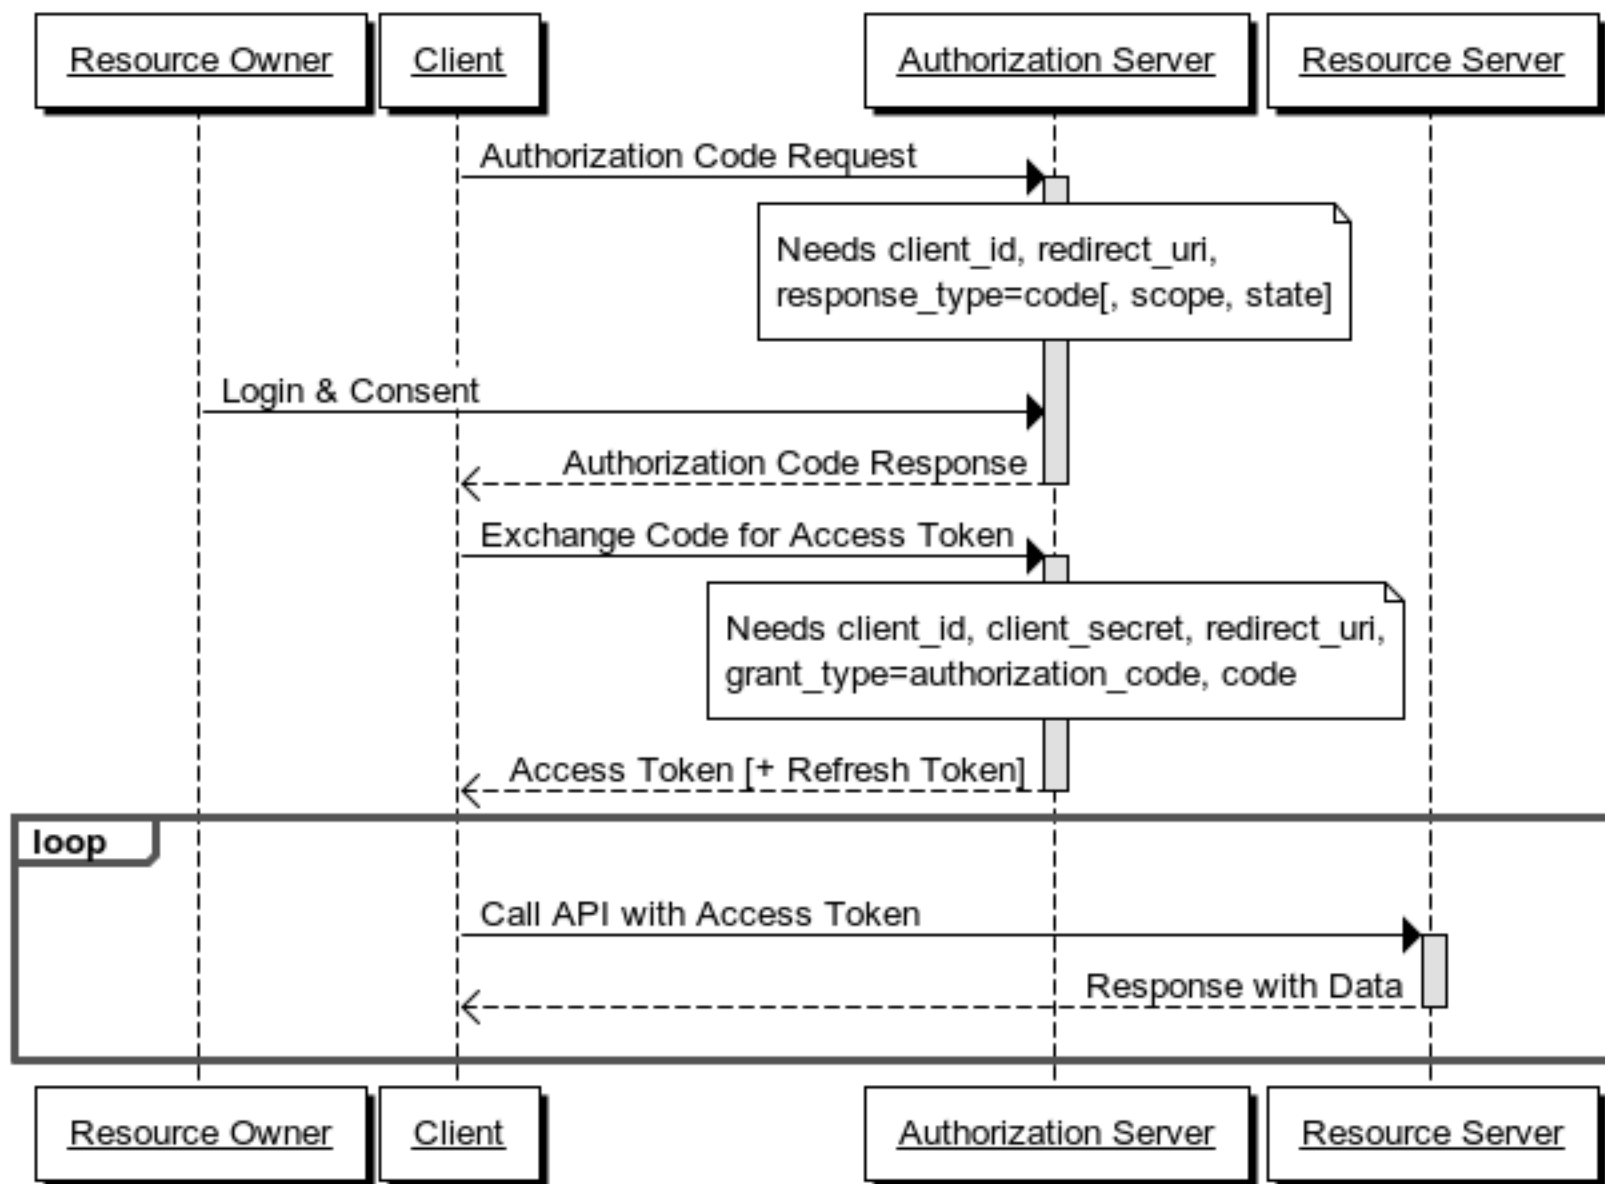 Resource Owner
Client
Authorization Server
Resource Server
Authorization Code Request
Needs client_id, redirect_uri,
response_type=code[, scope, state]
Login & Consent
Authorization Code Response
Exchange Code for Access Token
Needs client_id, client_secret, redirect_uri,
grant_type=authorization_code, code
Access Token [+ Refresh Token]
loop
Call API with Access Token
Response with Data
Resource Owner
Client
Authorization Server
Resource Server